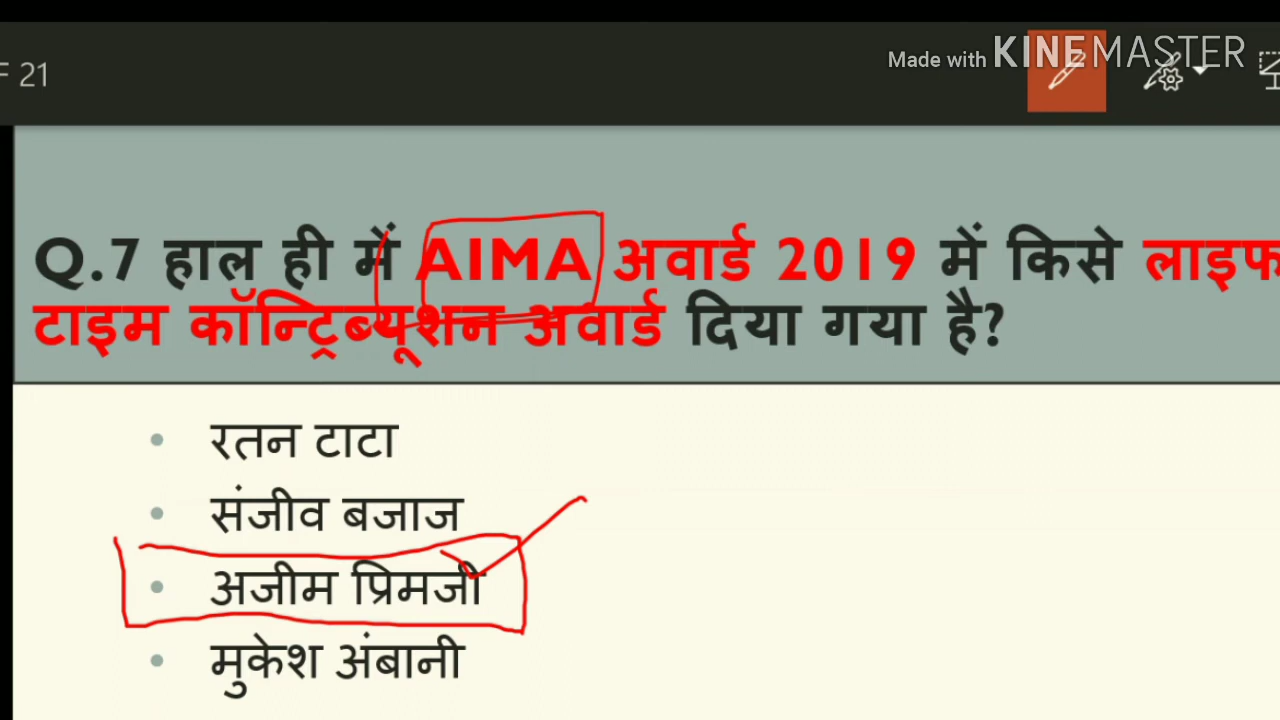 Made with KINEMASTER
F 21
Q.7 हाल ही में AIMA अवार्ड 2019 में किसे लाइफ
टाइम कॉन्ट्रिब्यूशन अवार्ड दिया गया है?
• रतन टाटा
• संजीव बजाज
• अजीम प्रिमजी
• मुकेश अंबानी